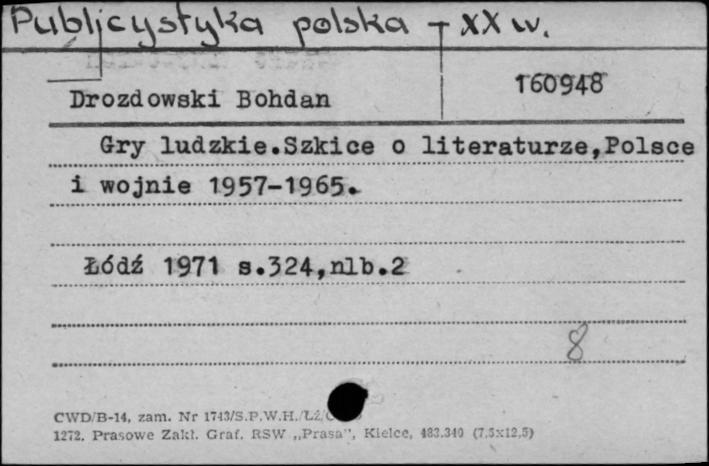 Publicystyka polska – XX w.
Drozdowski Bohdan
160948
Gry ludzkie.Szkice o literaturze,Polsce
i wojnie 1957-1965.
Łódź 1971 s.324,nlb.2
8
CWD/B-14, zam. Nr 1743/S.P.W.H./Łź/
1272. Prasowe Zakł. Graf. RSW „Prasa", Kielce, 483.340 (7,5x12,5)